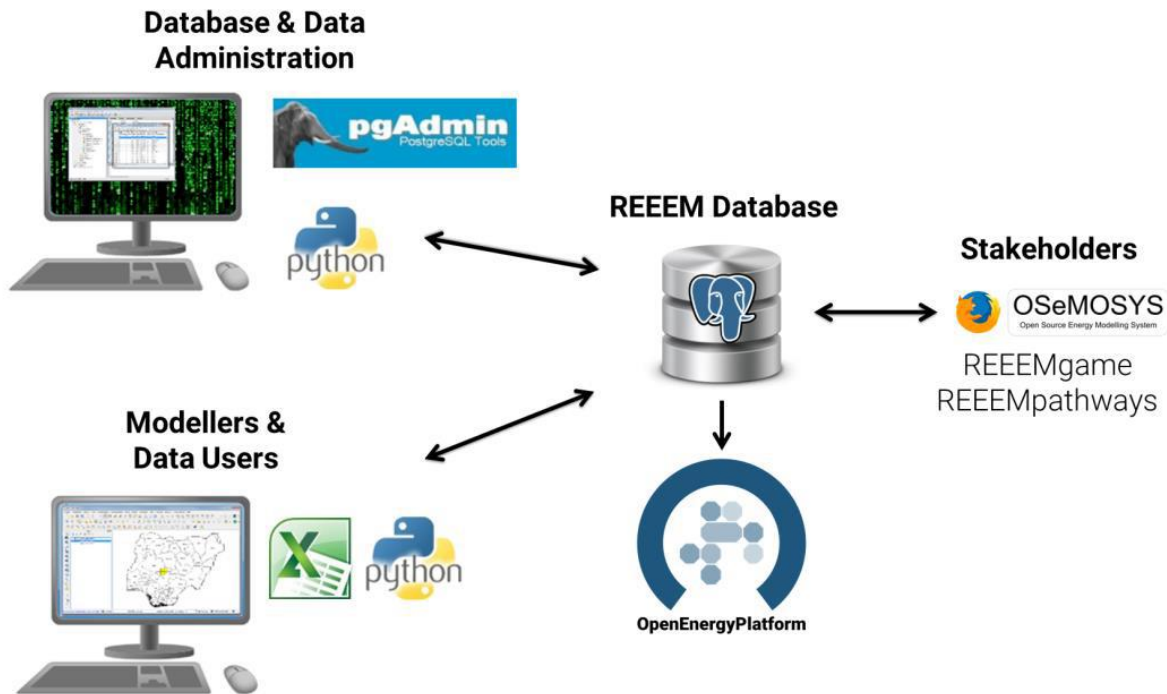 Database & Data
Administration
pgAdmin
PostgreSQL Tools
python
REEEM Database
Stakeholders
OSeMOSYS
Open Source Energy Modelling System
REEEMgame
REEEMpathways
Modellers &
Data Users
X
python
OpenEnergyPlatform